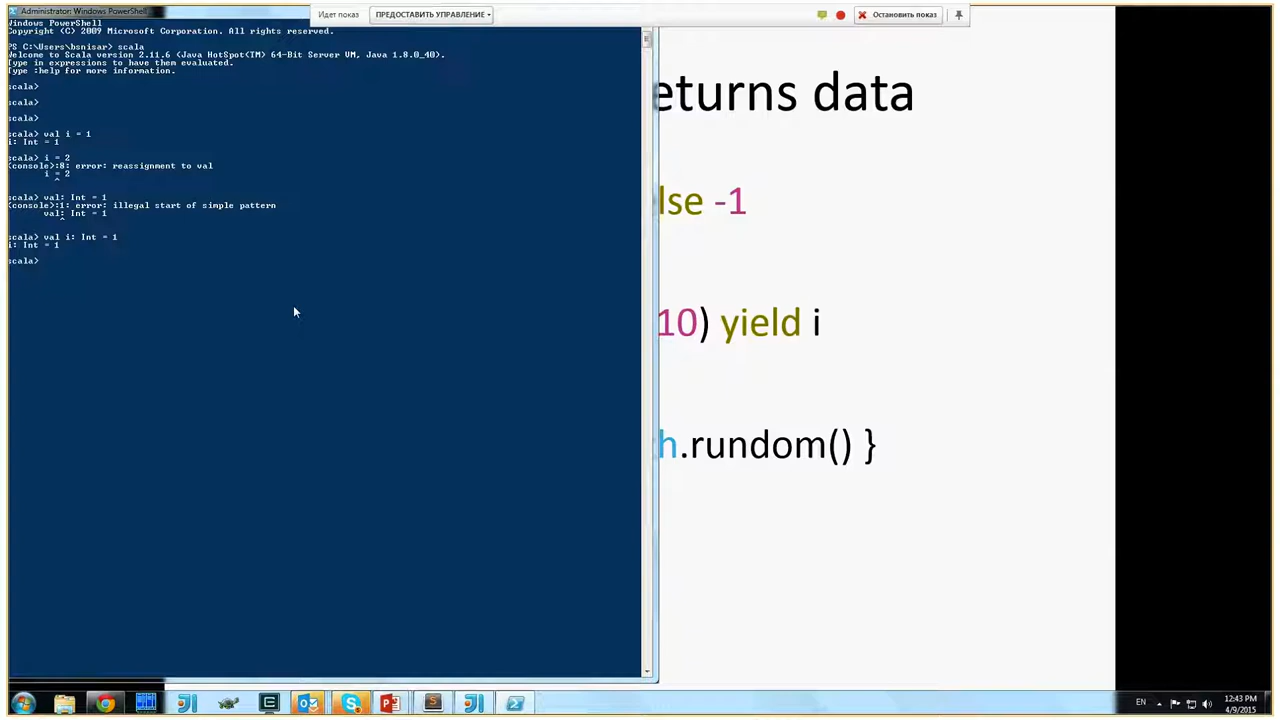 Administrator: Windows PowerShell
Идет показ
ПРЕДОСТАВИТЬ УПРАВЛЕНИЕ
Остановить показ
Windows PowerShell
Copyright (C) 2009 Microsoft Corporation. All rights reserved.
PS C:\Users\bsnisar> scala
Welcome to Scala version 2.11.6 (Java HotSpot(TM) 64-Bit Server VM, Java 1.8.0_40).
Type in expressions to have them evaluated.
Type :help for more information.
scala>
scala>
scala>
scala> val i = 1
i: Int = 1
scala> i = 2
<console>:8: error: reassignment to val
i = 2
^
scala> val: Int = 1
<console>:1: error: illegal start of simple pattern
val: Int = 1
^
scala> val i: Int = 1
i: Int = 1
scala>
eturns data
lse -1
10) yield i
h.rundom() }
EN
12:43 PM
4/9/2015